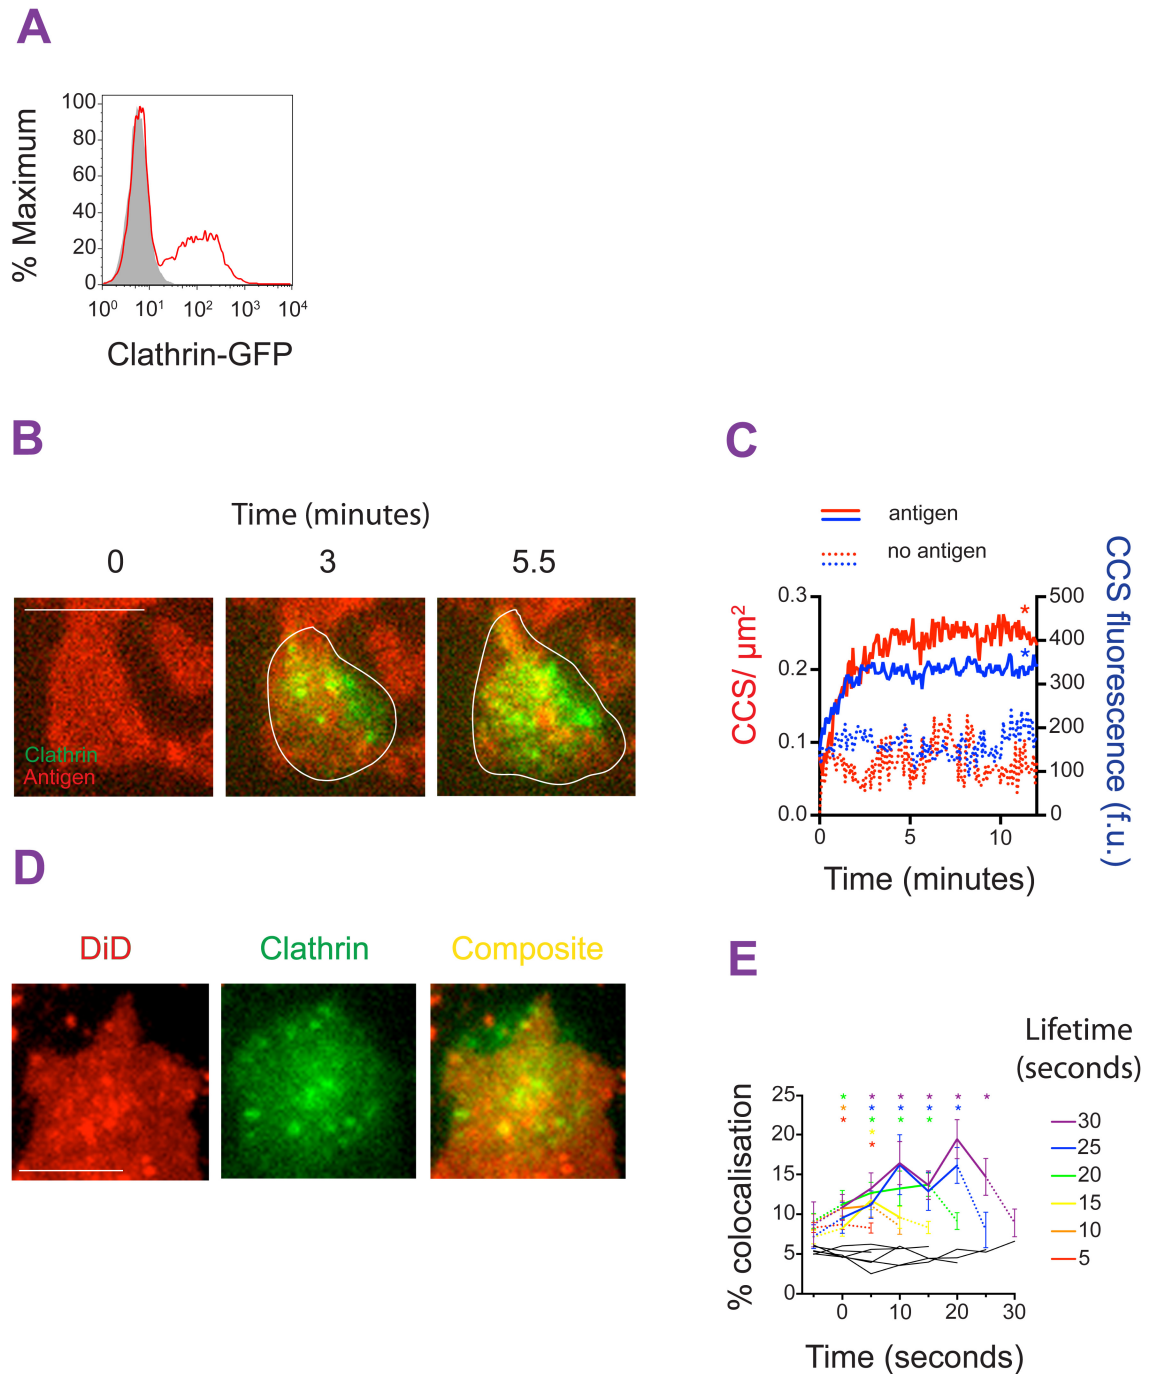 A
% Maximum
100
80
60
40
20
0
10⁰ 10¹ 10² 10³ 10⁴
Clathrin-GFP
B
Time (minutes)
0 3 5.5
Clathrin
Antigen
C
antigen
no antigen
CCS/ μm²
CCS fluorescence (f.u.)
0.3 500
400
0.2 300
200
0.1
100
0.0 0
* 
*
0 5 10
Time (minutes)
D
DiD Clathrin Composite
E
Lifetime
(seconds)
% colocalisation
25
20
15
10
5
0
* * * * * *
* * * * *
* * * *
*
*
0 10 20 30
Time (seconds)
30
25
20
15
10
5